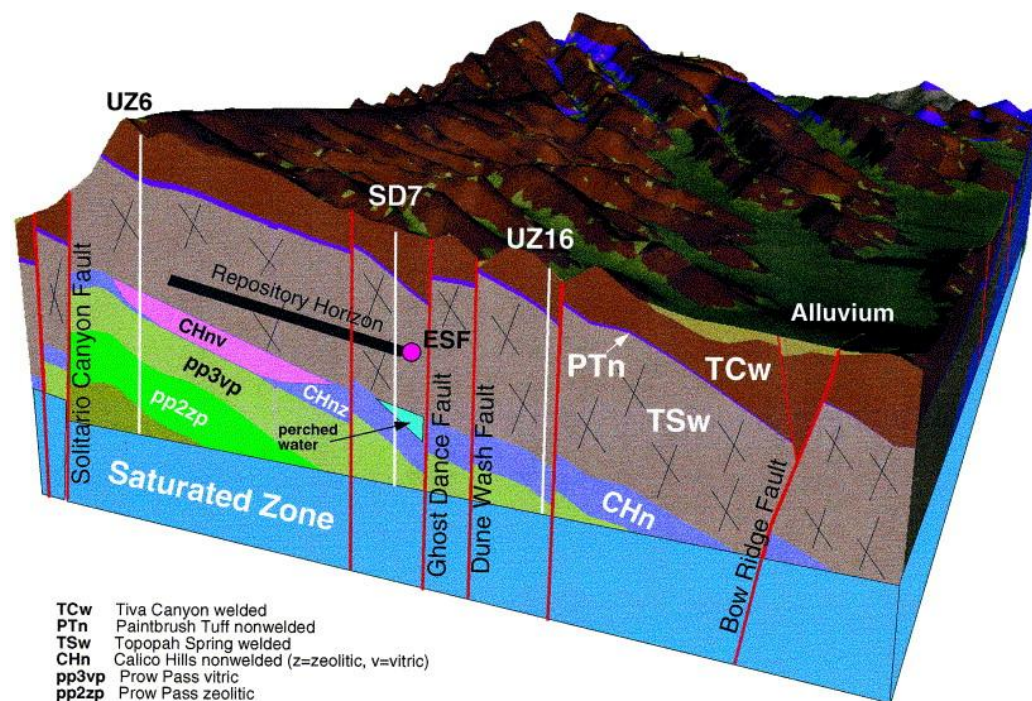 UZ6
SD7
UZ16
Alluvium
Repository Horizon
ESF
PTn
TCw
TSw
CHnv
CHnz
CHn
pp3vp
pp2zp
perched
water
Solitario Canyon Fault
Ghost Dance Fault
Dune Wash Fault
Bow Ridge Fault
Saturated Zone
TCw Tiva Canyon welded
PTn Paintbrush Tuff nonwelded
TSw Topopah Spring welded
CHn Calico Hills nonwelded (z=zeolitic, v=vitric)
pp3vp Prow Pass vitric
pp2zp Prow Pass zeolitic